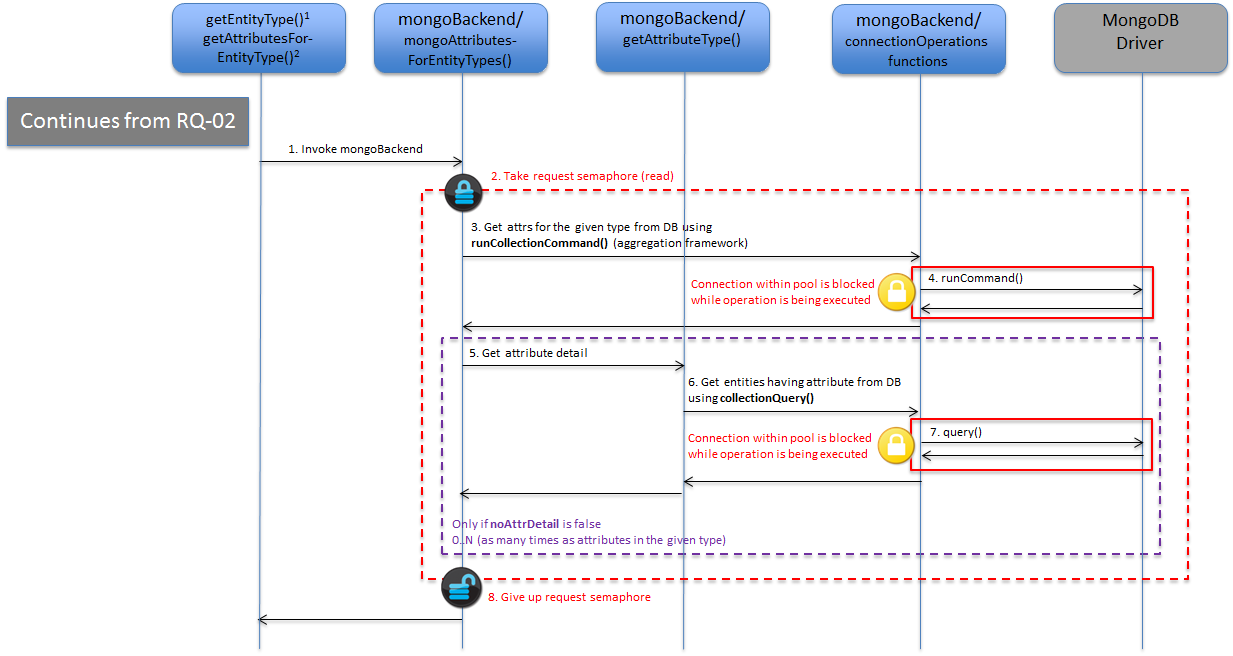 getEntityType()¹
getAttributesFor-
EntityType()²
mongoBackend/
mongoAttributes-
ForEntityTypes()
mongoBackend/
getAttributeType()
mongoBackend/
connectionOperations
functions
MongoDB
Driver
Continues from RQ-02
1. Invoke mongoBackend
2. Take request semaphore (read)
3. Get attrs for the given type from DB using
runCollectionCommand() (aggregation framework)
Connection within pool is blocked
while operation is being executed
4. runCommand()
5. Get attribute detail
6. Get entities having attribute from DB
using collectionQuery()
Connection within pool is blocked
while operation is being executed
7. query()
Only if noAttrDetail is false
0..N (as many times as attributes in the given type)
8. Give up request semaphore